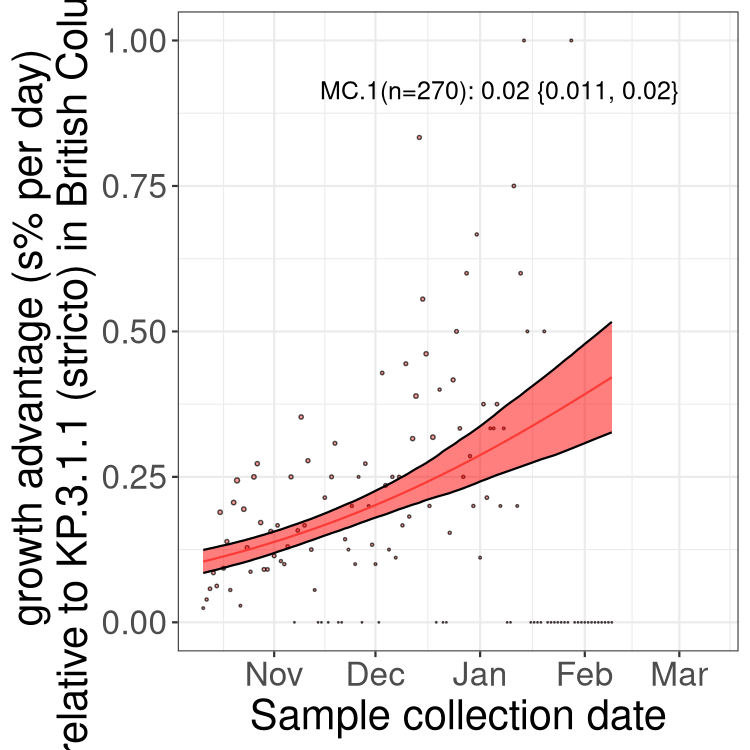 growth advantage (s% per day)
relative to KP.3.1.1 (stricto) in British Colu
1.00
0.75
0.50
0.25
0.00
MC.1(n=270): 0.02 {0.011, 0.02}
Nov Dec Jan Feb Mar
Sample collection date